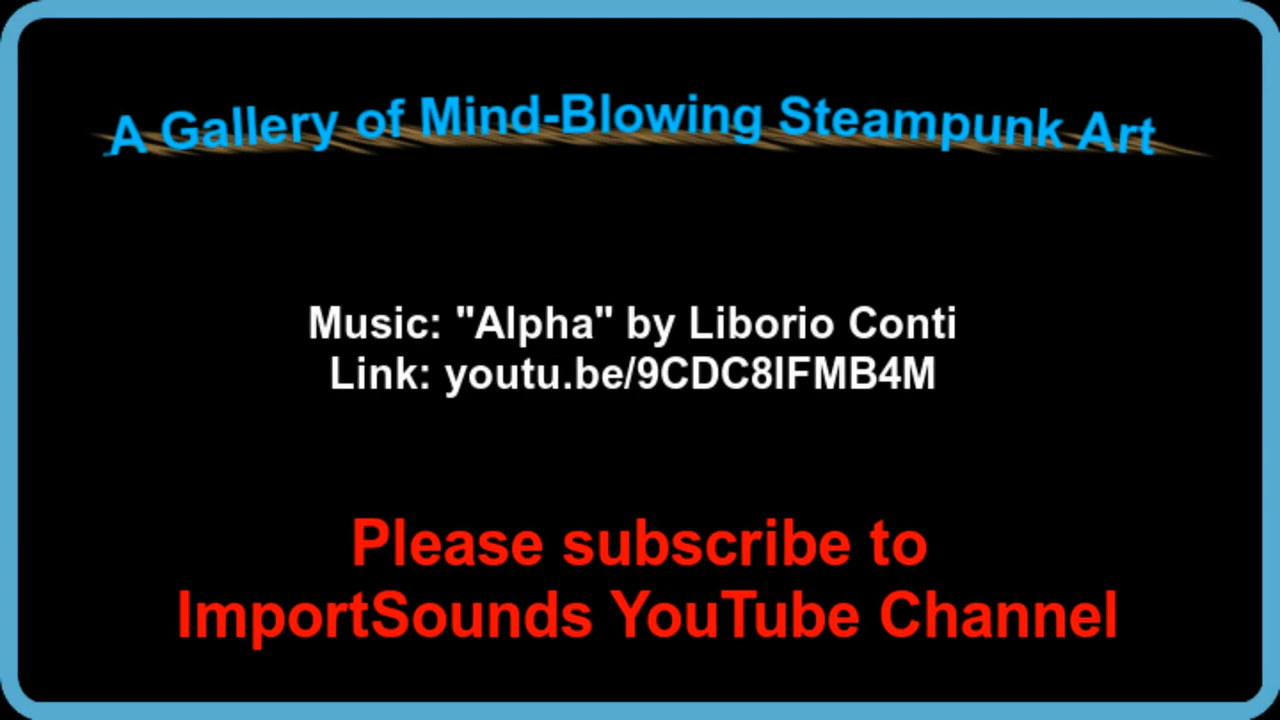 A Gallery of Mind-Blowing Steampunk Art
Music: "Alpha" by Liborio Conti
Link: youtu.be/9CDC8IFMB4M
Please subscribe to
ImportSounds YouTube Channel